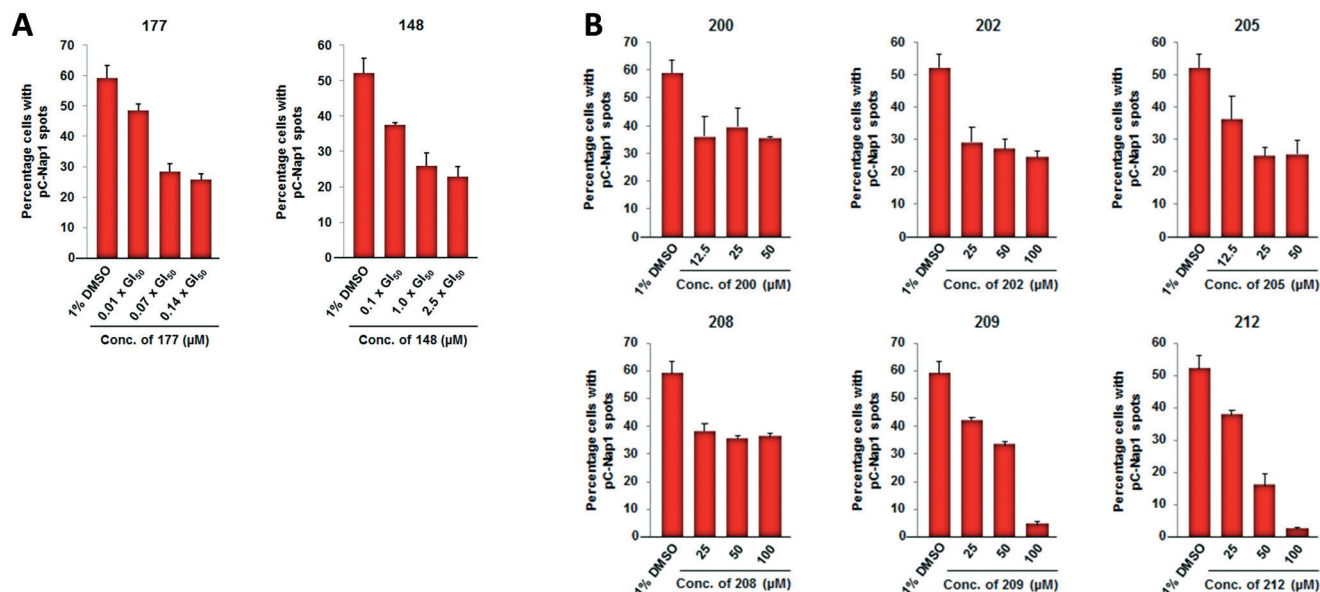 A
177
Percentage cells with
pC-Nap1 spots
70
60
50
40
30
20
10
0
1% DMSO
0.01 x GI₅₀
0.07 x GI₅₀
0.14 x GI₅₀
Conc. of 177 (µM)
148
Percentage cells with
pC-Nap1 spots
60
50
40
30
20
10
0
1% DMSO
0.1 x GI₅₀
1.0 x GI₅₀
2.5 x GI₅₀
Conc. of 148 (µM)
B
200
Percentage cells with
pC-Nap1 spots
70
60
50
40
30
20
10
0
1% DMSO
12.5
25
50
Conc. of 200 (µM)
202
Percentage cells with
pC-Nap1 spots
60
50
40
30
20
10
0
1% DMSO
25
50
100
Conc. of 202 (µM)
205
Percentage cells with
pC-Nap1 spots
60
50
40
30
20
10
0
1% DMSO
12.5
25
50
Conc. of 205 (µM)
208
Percentage cells with
pC-Nap1 spots
70
60
50
40
30
20
10
0
1% DMSO
25
50
100
Conc. of 208 (µM)
209
Percentage cells with
pC-Nap1 spots
70
60
50
40
30
20
10
0
1% DMSO
25
50
100
Conc. of 209 (µM)
212
Percentage cells with
pC-Nap1 spots
60
50
40
30
20
10
0
1% DMSO
25
50
100
Conc. of 212 (µM)